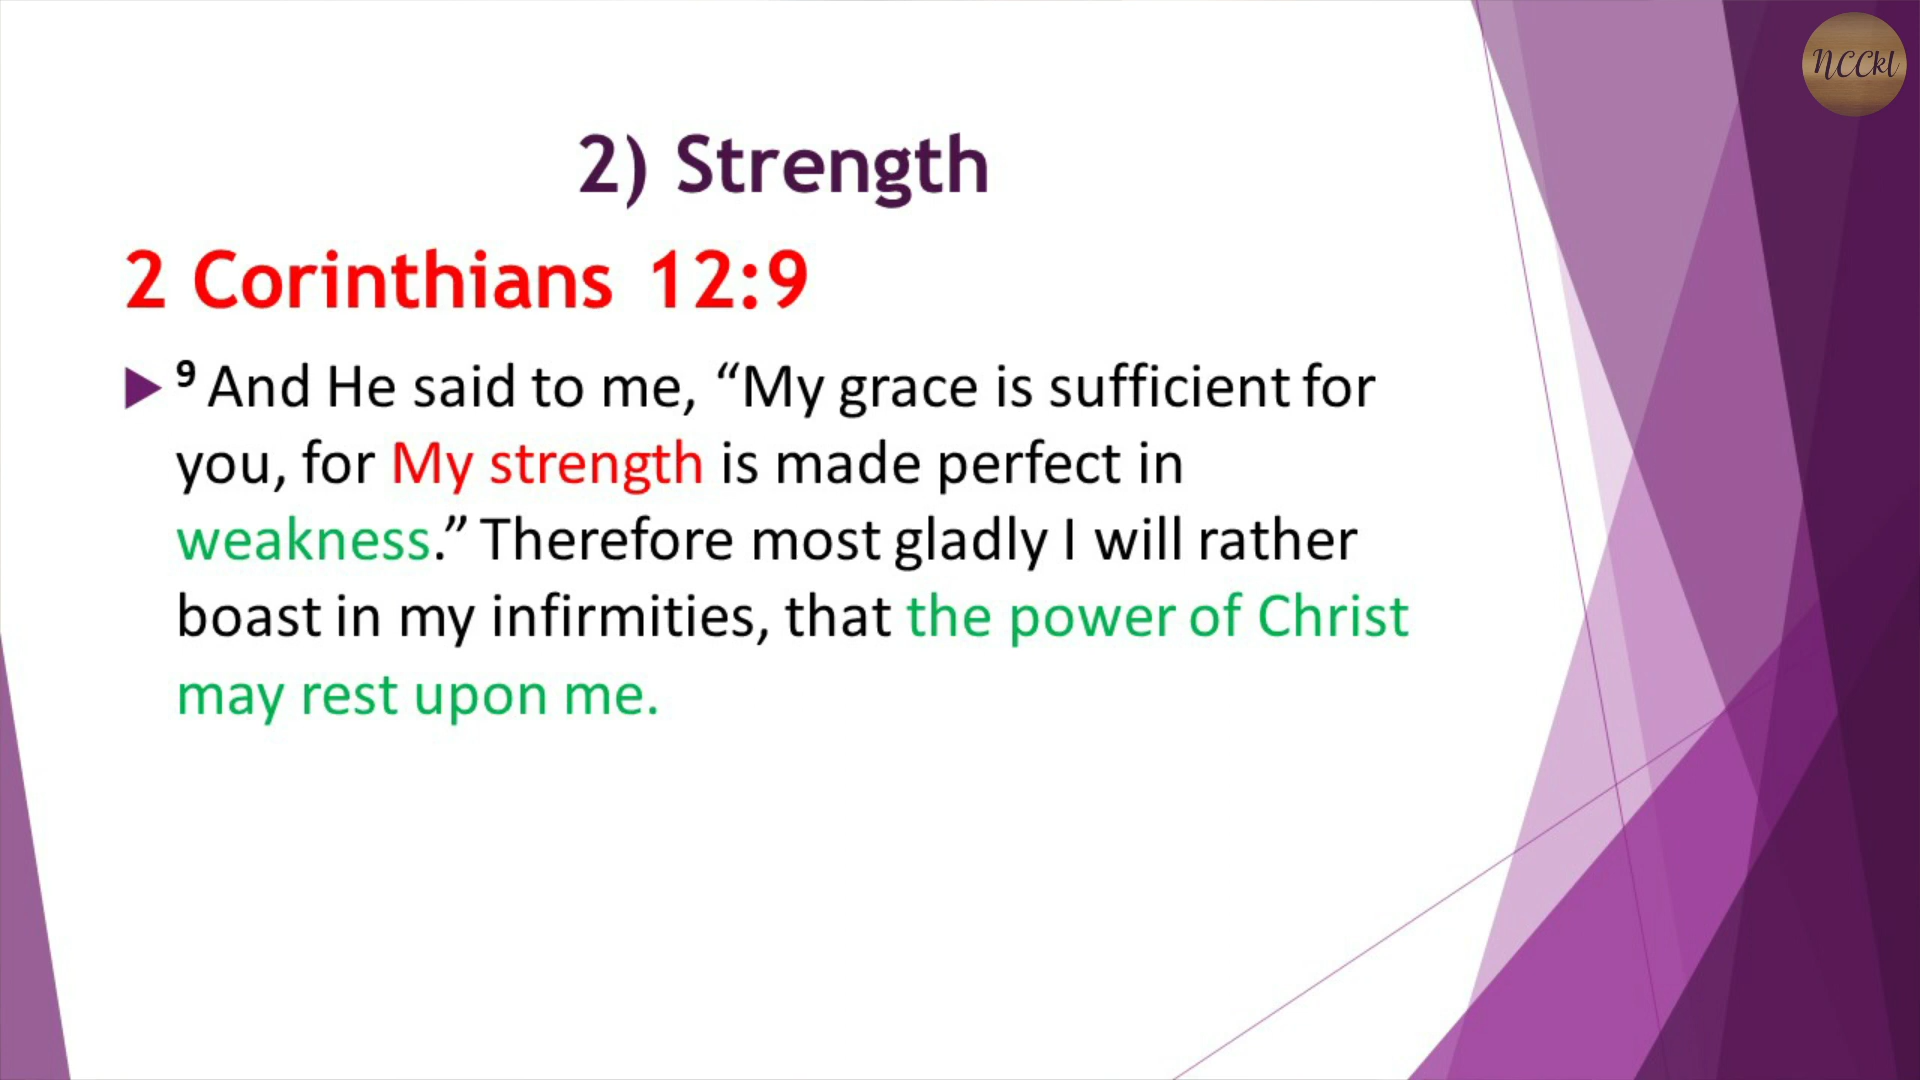 NCCkl
2) Strength
2 Corinthians 12:9
9 And He said to me, “My grace is sufficient for
you, for My strength is made perfect in
weakness.” Therefore most gladly I will rather
boast in my infirmities, that the power of Christ
may rest upon me.